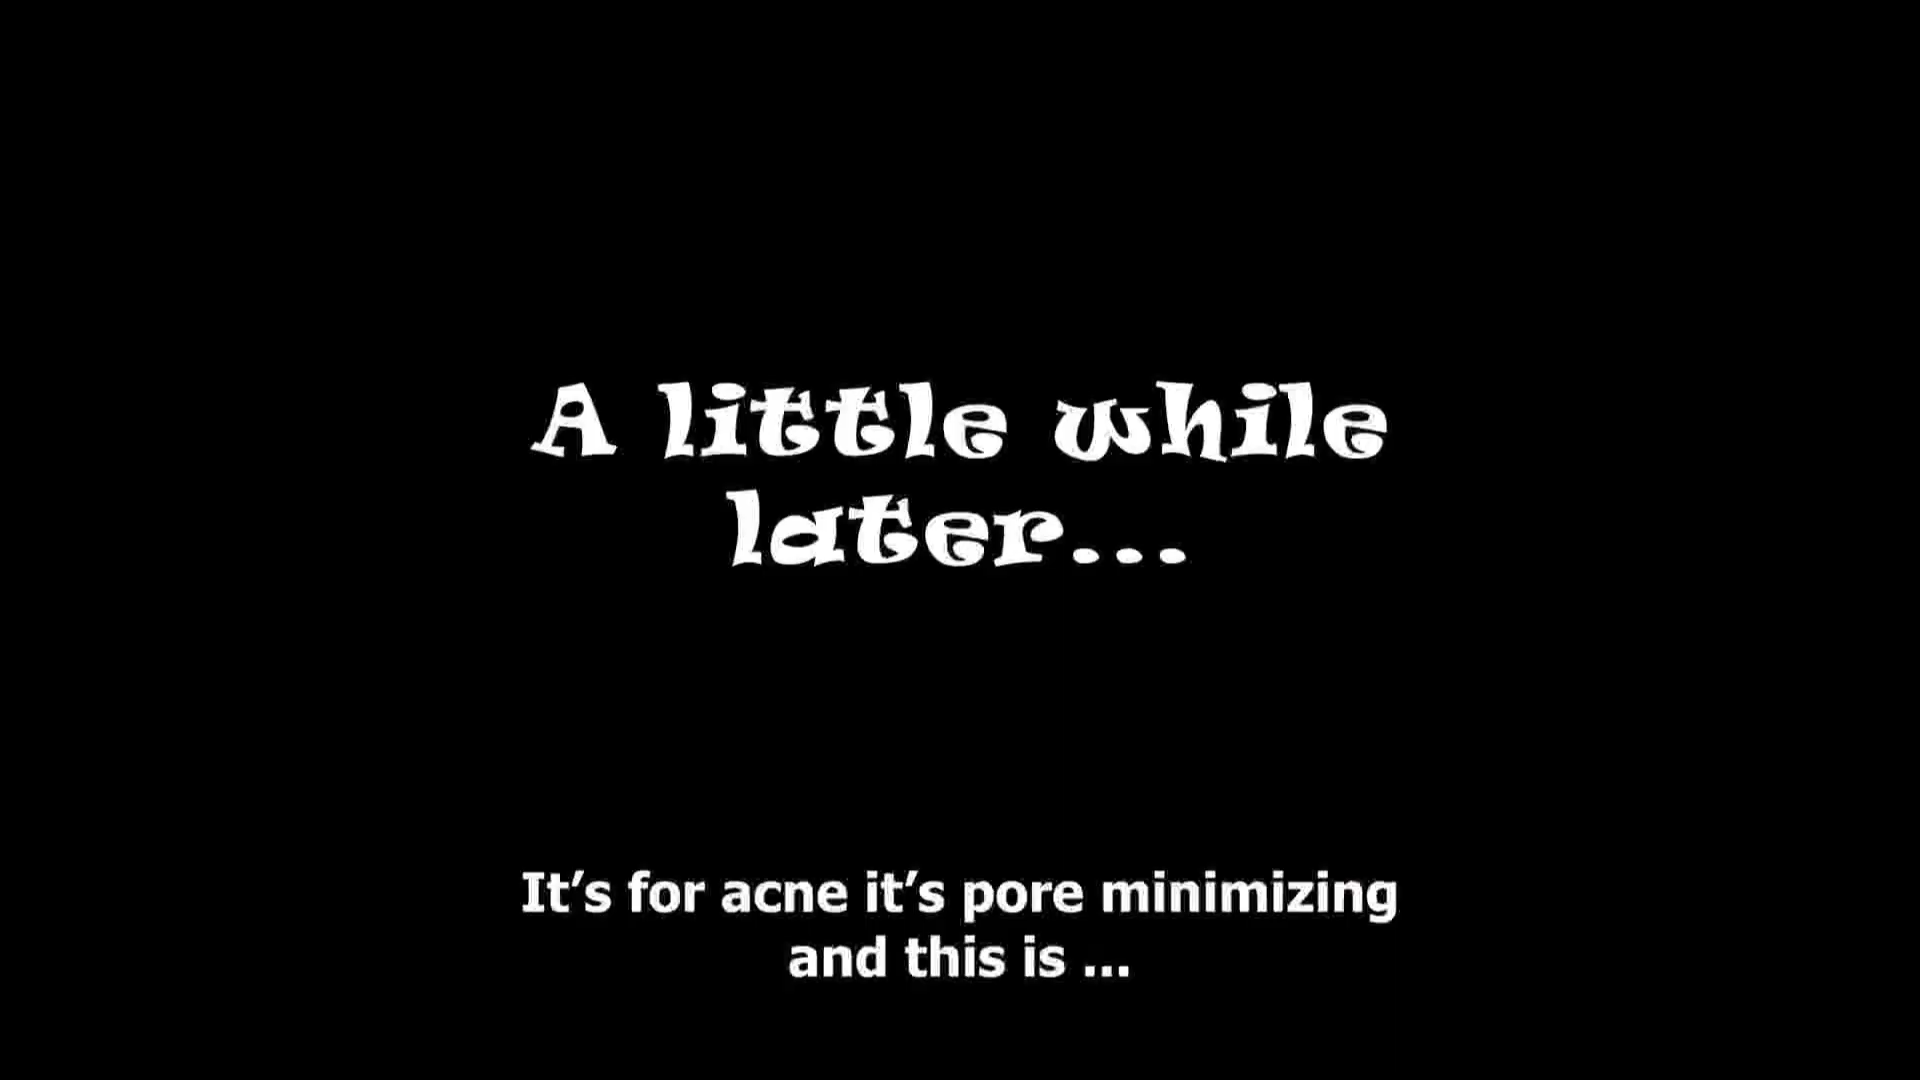 A little while
later...
It’s for acne it’s pore minimizing
and this is ...